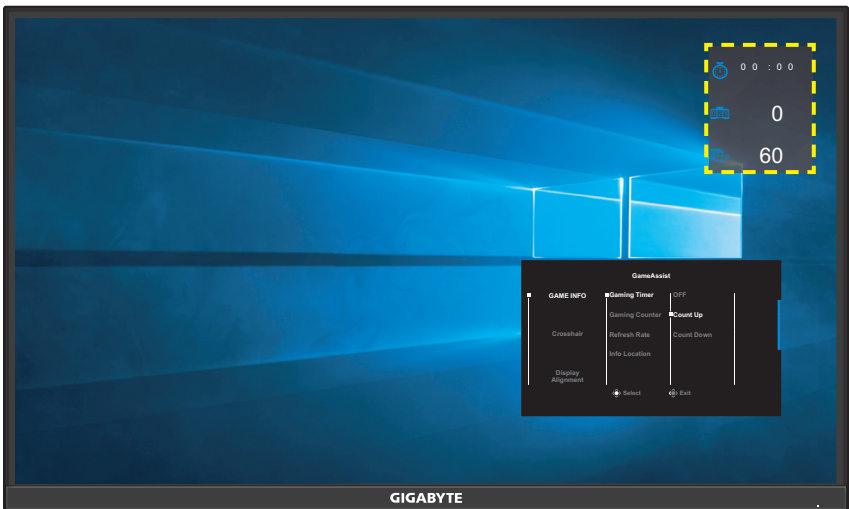 00:00
0
60
GameAssist
GAME INFO
Gaming Timer
OFF
Gaming Counter
Count Up
Crosshair
Refresh Rate
Count Down
Info Location
Display
Alignment
Select
Exit
GIGABYTE